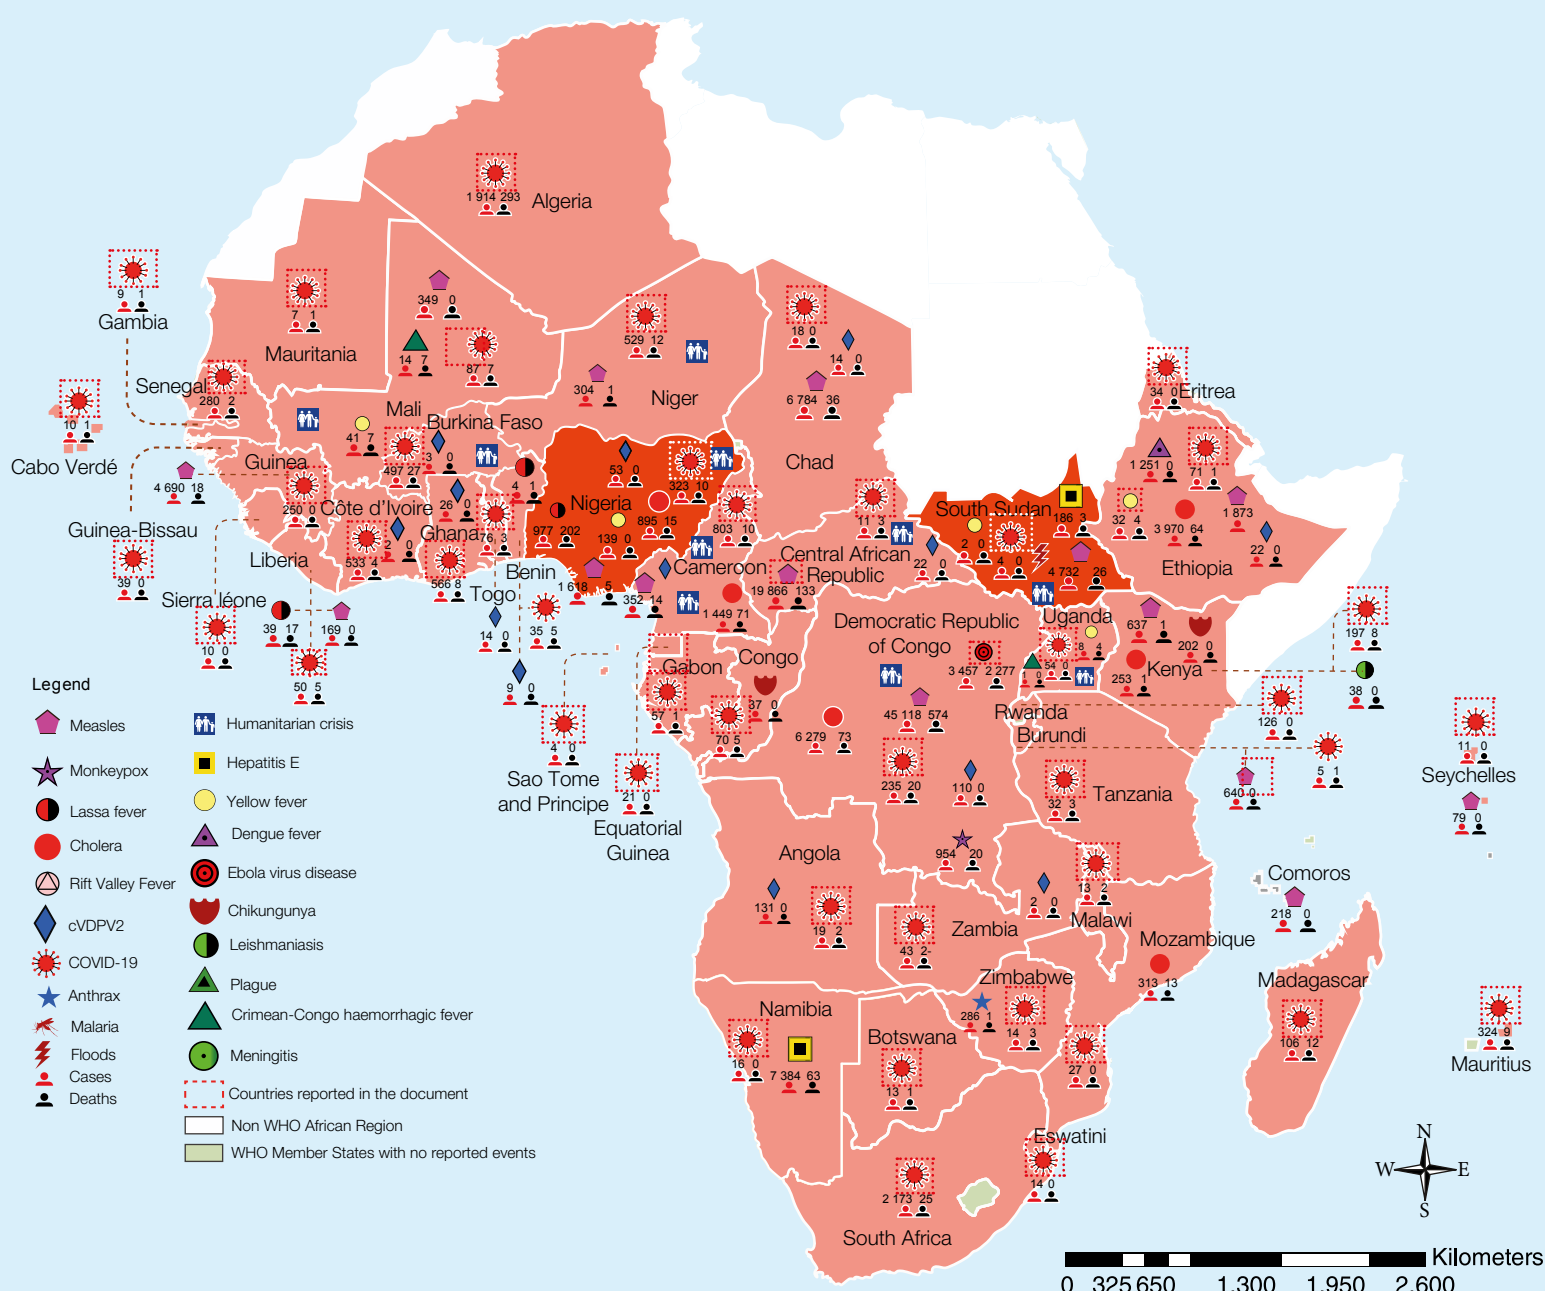 1 914 293
Algeria
9 1
Gambia
7 1
Mauritania
349 0
14 7
87 7
Mali
529 12
304 1
Niger
18 0
14 0
6 784 36
Chad
34 0
Eritrea
Senegal
280 2
10 1
Cabo Verdé
41 7
Burkina Faso
497 27
3 0
4 1
53 0
323 10
Nigeria
977 202
139 0
895 15
1 618 5
1 251 0
71 1
32 4
3 970 64
1 873
22 0
Ethiopia
4 690 18
Guinea
250 0
Côte d'Ivoire
2 0
533 4
26 0
Ghana
566 8
76 3
Benin
Togo
14 0
35 5
9 0
Guinea-Bissau
39 0
Liberia
Sierra léone
10 0
39 17
169 0
50 5
803 10
Cameroon
352 14
1 449 71
11 3
Central African
Republic
22 0
19 866 133
South Sudan
186 3
2 0
4 0
4 732 26
Democratic Republic
of Congo
3 457 2 277
45 118 574
6 279 73
235 20
110 0
954 20
Uganda
8 4
54 0
1 0
637 1
202 0
Kenya
253 1
197 8
38 0
Gabon
57 1
Congo
37 0
70 5
4 0
Sao Tome
and Principe
21 0
Equatorial
Guinea
Rwanda
126 0
Burundi
5 1
640 0
11 0
Seychelles
79 0
32 3
Tanzania
Angola
131 0
19 2
43 2-
Zambia
2 0
13 2
Malawi
Mozambique
313 13
27 0
Comoros
218 0
Madagascar
106 12
324 9
Mauritius
Zimbabwe
286 1
14 3
Namibia
16 0
7 384 63
Botswana
13 1
Eswatini
14 0
2 173 25
South Africa
Legend
Measles
Monkeypox
Lassa fever
Cholera
Rift Valley Fever
cVDPV2
COVID-19
Anthrax
Malaria
Floods
Cases
Deaths
Humanitarian crisis
Hepatitis E
Yellow fever
Dengue fever
Ebola virus disease
Chikungunya
Leishmaniasis
Plague
Crimean-Congo haemorrhagic fever
Meningitis
Countries reported in the document
Non WHO African Region
WHO Member States with no reported events
N
W E
S
Kilometers
0 325 650 1.300 1.950 2.600